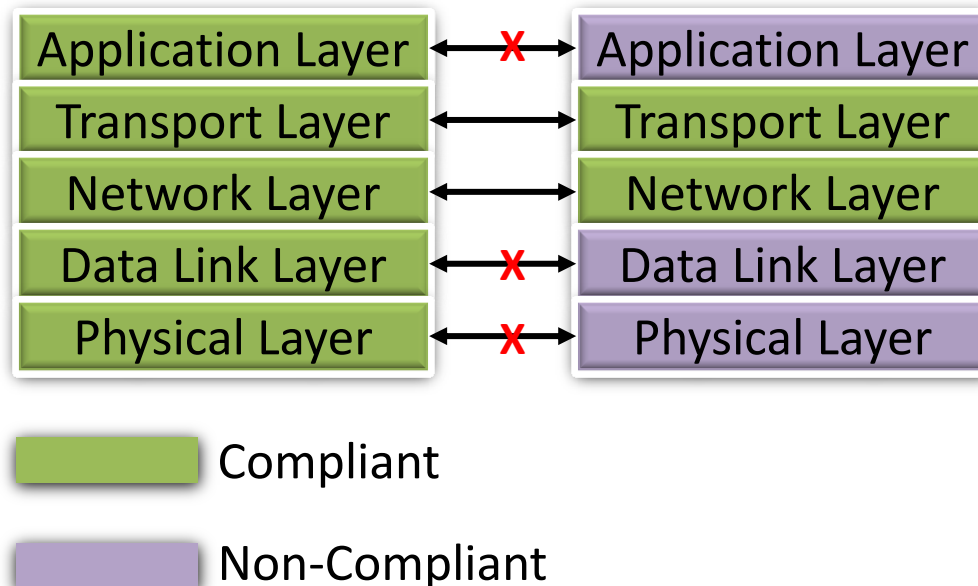 Application Layer X Application Layer
Transport Layer Transport Layer
Network Layer Network Layer
Data Link Layer X Data Link Layer
Physical Layer X Physical Layer
Compliant
Non-Compliant